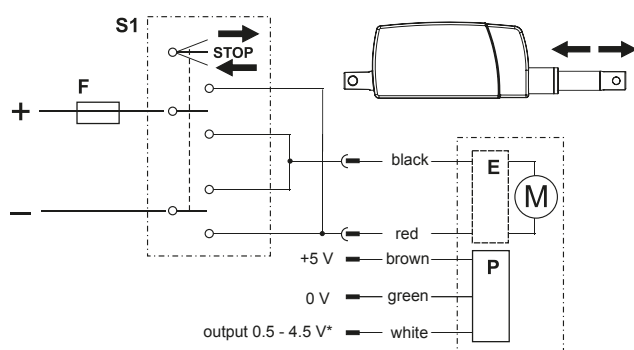 S1
STOP
F
+
–
black
E
M
red
+5 V
brown
P
0 V
green
output 0.5 - 4.5 V*
white